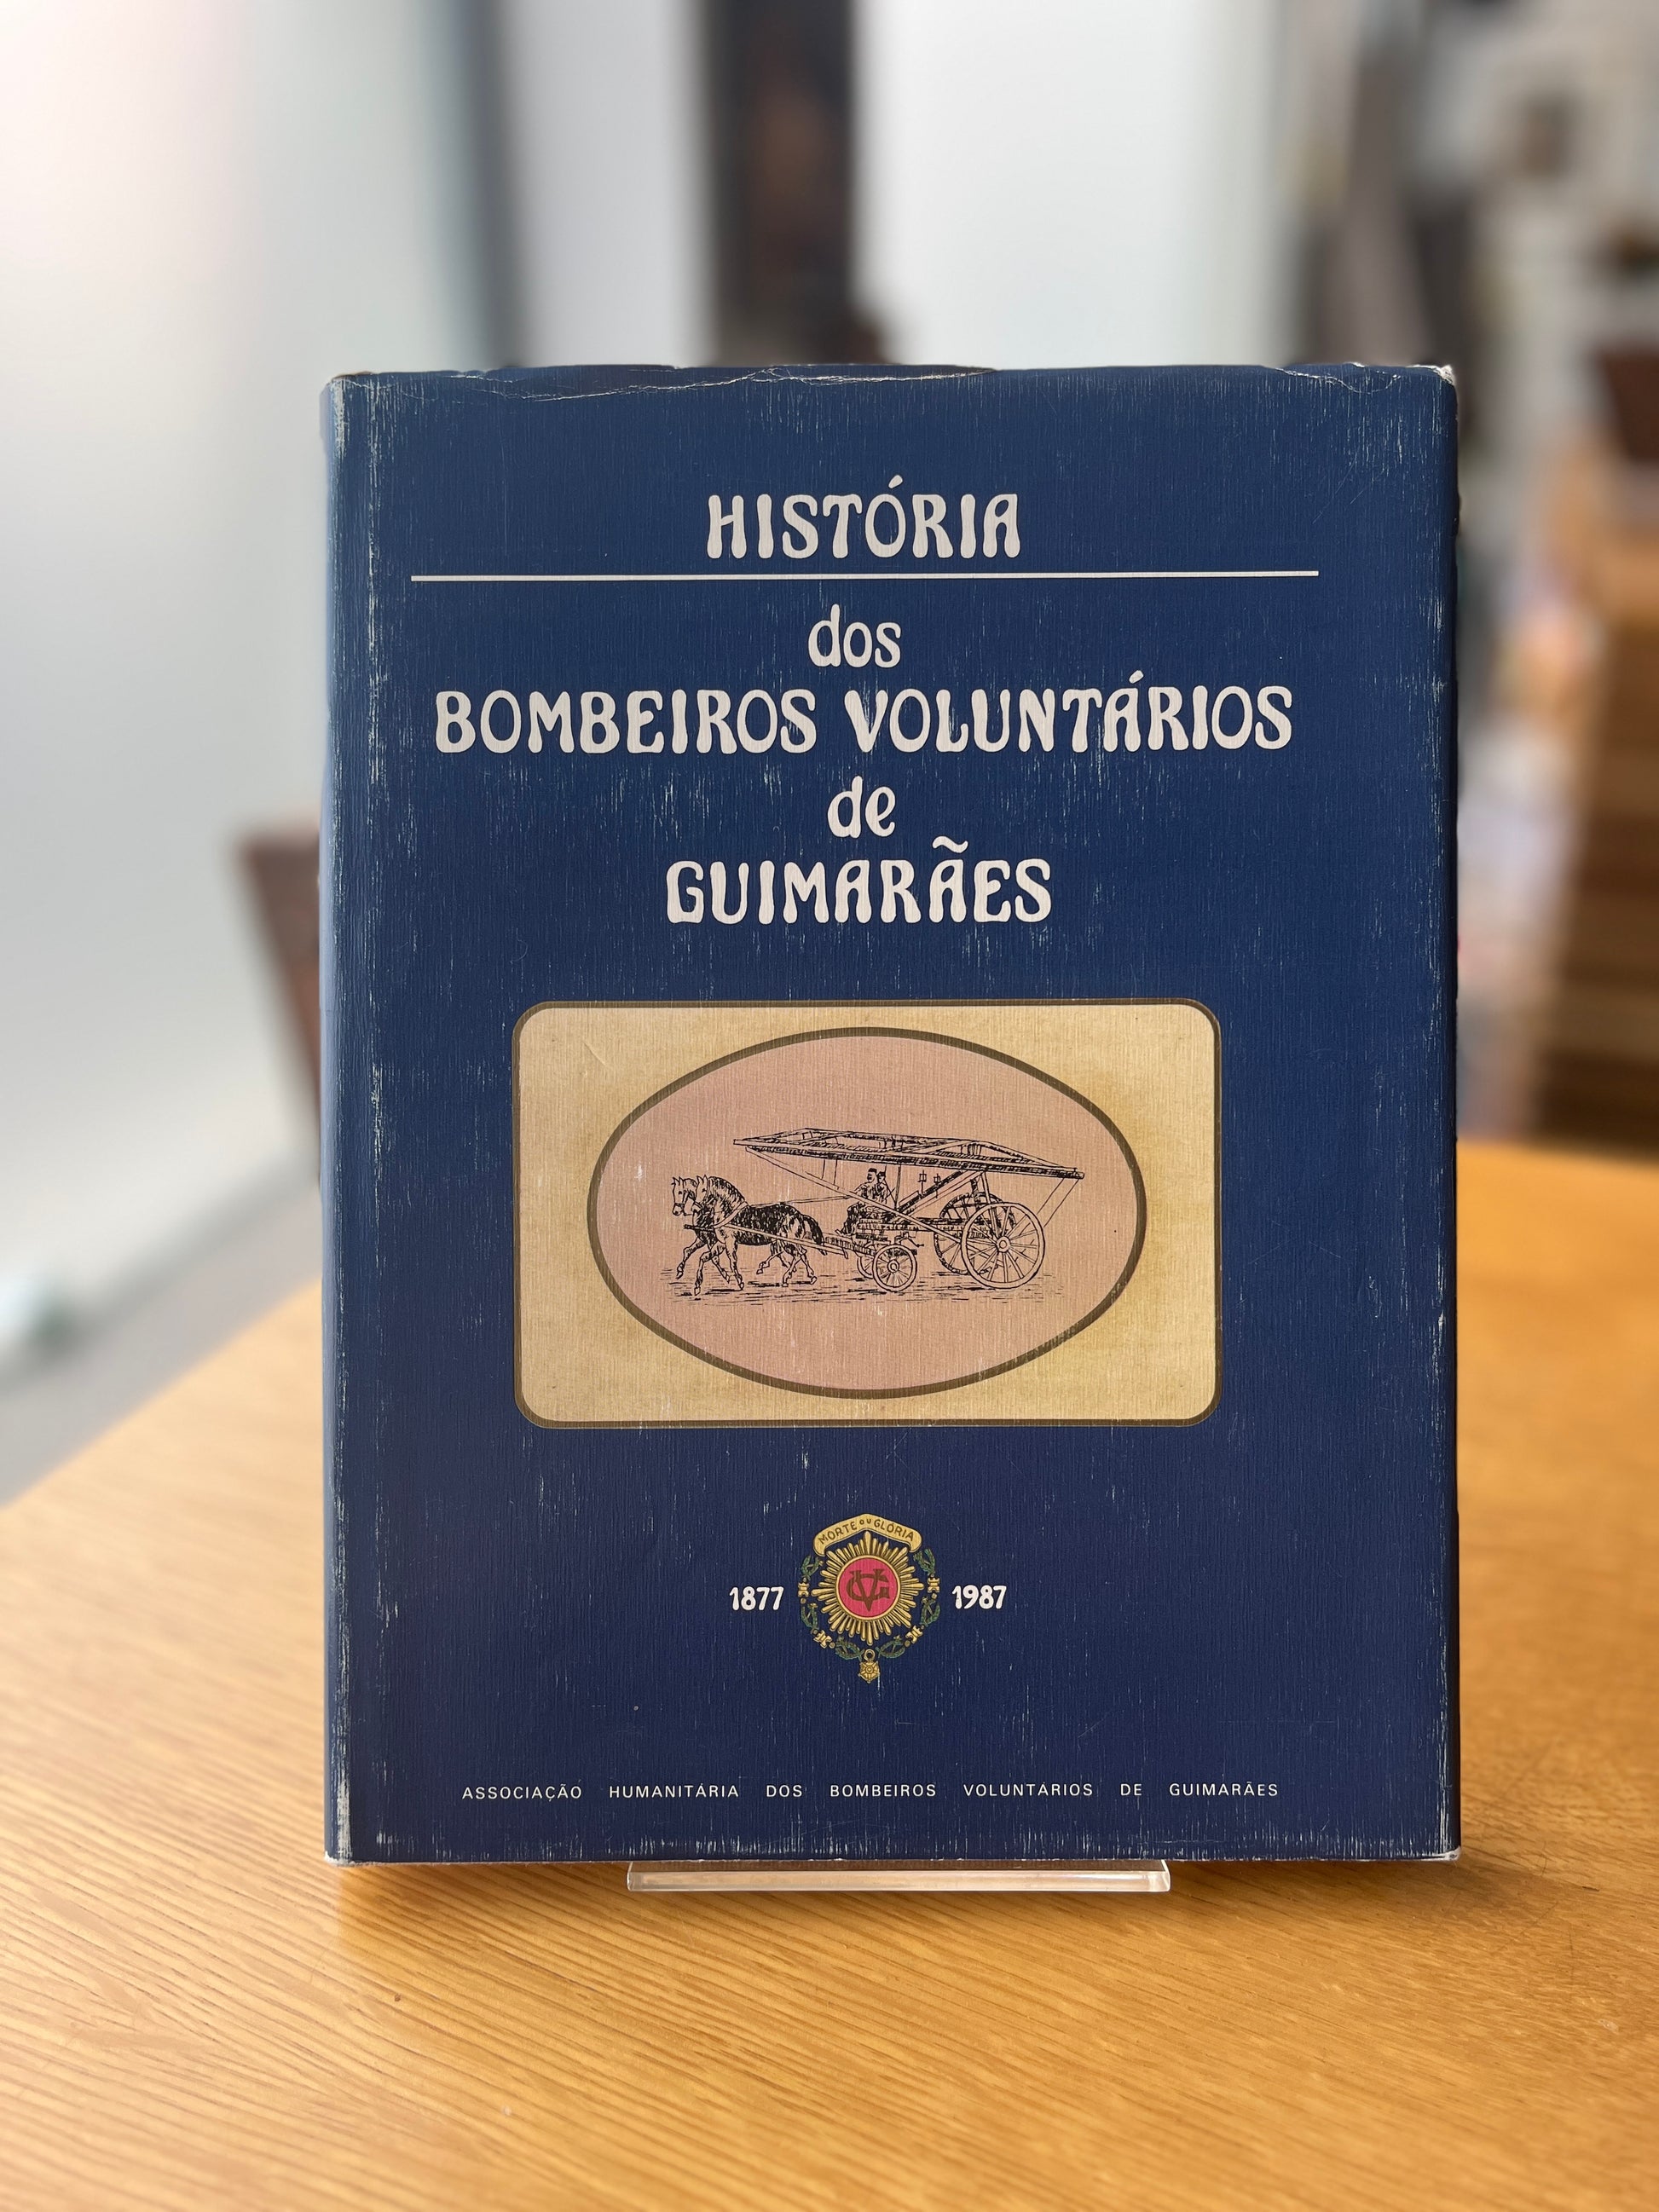 HISTÓRIA
dos
BOMBEIROS VOLUNTÁRIOS
de
GUIMARÃES
MORTE ou GLÓRIA
1877 1987
ASSOCIAÇÃO HUMANITÁRIA DOS BOMBEIROS VOLUNTÁRIOS DE GUIMARÃES